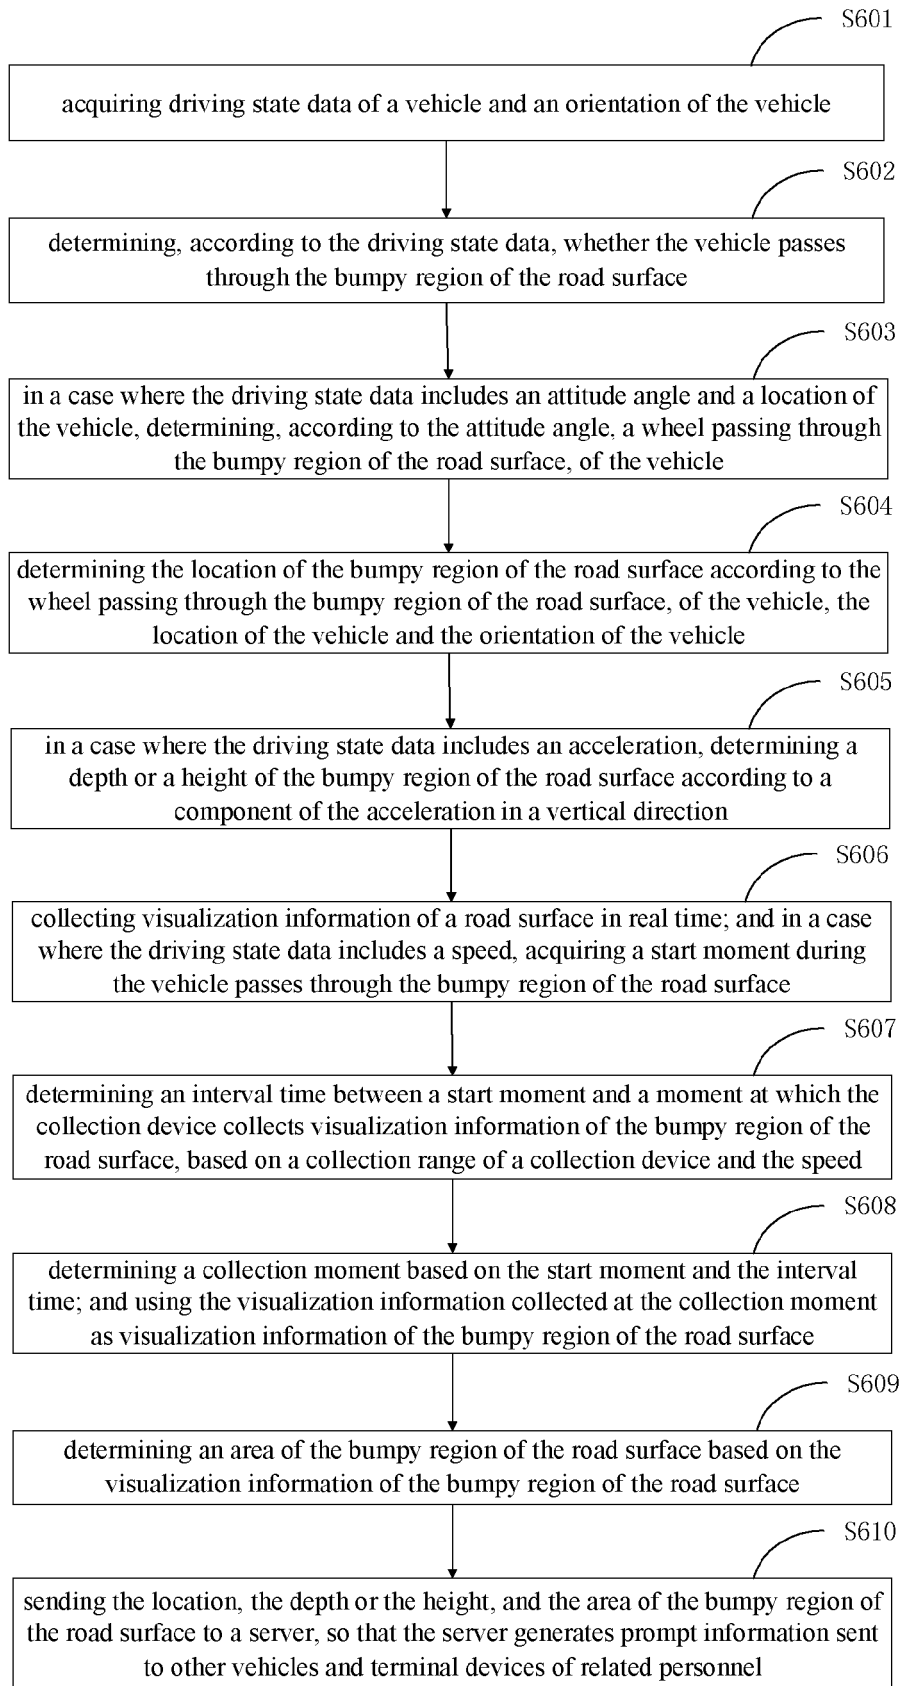 S601
acquiring driving state data of a vehicle and an orientation of the vehicle
S602
determining, according to the driving state data, whether the vehicle passes
through the bumpy region of the road surface
S603
in a case where the driving state data includes an attitude angle and a location of
the vehicle, determining, according to the attitude angle, a wheel passing through
the bumpy region of the road surface, of the vehicle
S604
determining the location of the bumpy region of the road surface according to the
wheel passing through the bumpy region of the road surface, of the vehicle, the
location of the vehicle and the orientation of the vehicle
S605
in a case where the driving state data includes an acceleration, determining a
depth or a height of the bumpy region of the road surface according to a
component of the acceleration in a vertical direction
S606
collecting visualization information of a road surface in real time; and in a case
where the driving state data includes a speed, acquiring a start moment during
the vehicle passes through the bumpy region of the road surface
S607
determining an interval time between a start moment and a moment at which the
collection device collects visualization information of the bumpy region of the
road surface, based on a collection range of a collection device and the speed
S608
determining a collection moment based on the start moment and the interval
time; and using the visualization information collected at the collection moment
as visualization information of the bumpy region of the road surface
S609
determining an area of the bumpy region of the road surface based on the
visualization information of the bumpy region of the road surface
S610
sending the location, the depth or the height, and the area of the bumpy region of
the road surface to a server, so that the server generates prompt information sent
to other vehicles and terminal devices of related personnel